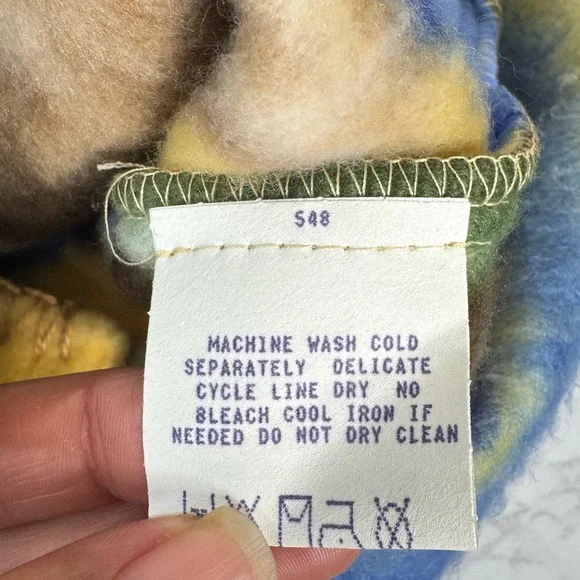 548
MACHINE WASH COLD
SEPARATELY DELICATE
CYCLE LINE DRY NO
BLEACH COOL IRON IF
NEEDED DO NOT DRY CLEAN